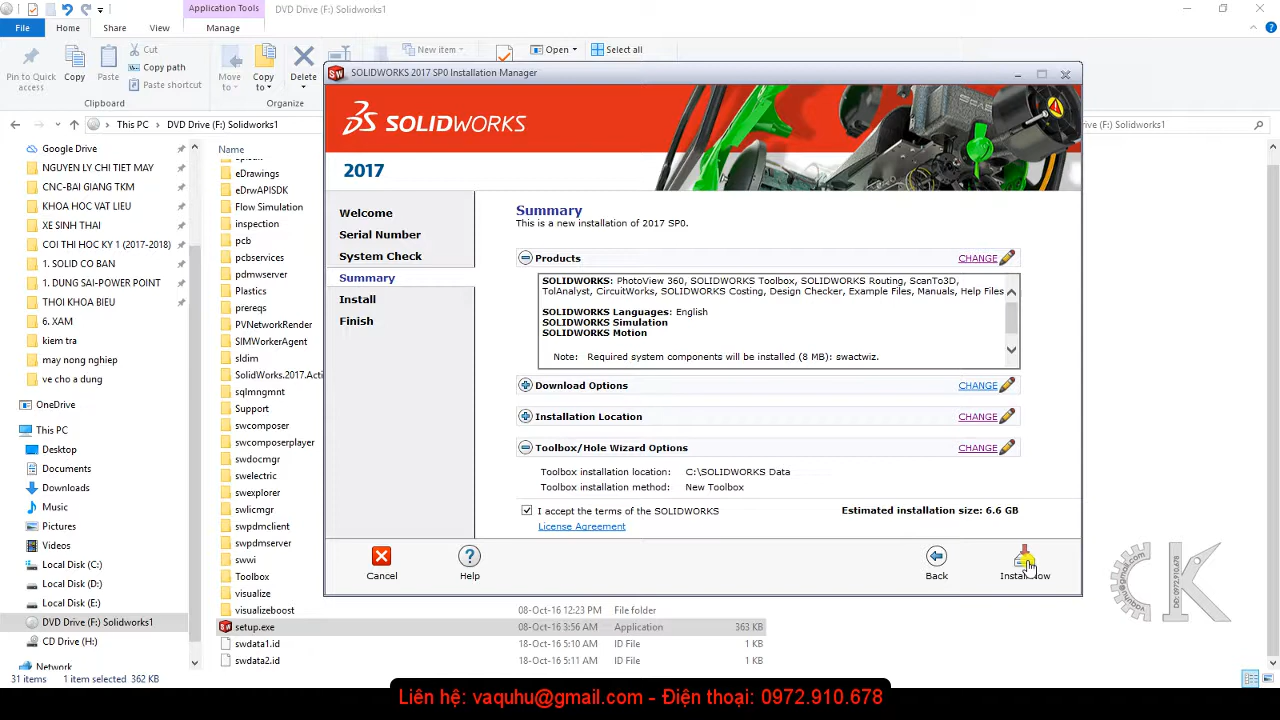 Application Tools
DVD Drive (F:) Solidworks1
File
Home
Share
View
Manage
Pin to Quick access
Copy
Paste
Cut
Copy path
Paste shortcut
Clipboard
Move to
Copy to
Delete
Organize
New item
Open
Select all
This PC
DVD Drive (F:) Solidworks1
ve (F:) Solidworks1
Google Drive
NGUYEN LY CHI TIET MAY
CNC-BAI GIANG TKM
KHOA HOC VAT LIEU
XE SINH THAI
COI THI HOC KY 1 (2017-2018)
1. SOLID CO BAN
1. DUNG SAI-POWER POINT
THOI KHOA BIEU
6. XAM
kiem tra
may nong nghiep
ve cho a dung
OneDrive
This PC
Desktop
Documents
Downloads
Music
Pictures
Videos
Local Disk (C:)
Local Disk (D:)
Local Disk (E:)
DVD Drive (F:) Solidworks1
CD Drive (H:)
Network
Name
eDrawings
eDrwAPISDK
Flow Simulation
inspection
pcb
pcbservices
pdmwserver
Plastics
prereqs
PVNetworkRender
SIMWorkerAgent
sldim
SolidWorks.2017.Acti
sqlmngmnt
Support
swcomposer
swcomposerplayer
swdocmgr
swelectric
swexplorer
swlicmgr
swpdmclient
swpdmserver
swwi
Toolbox
visualize
visualizeboost 08-Oct-16 12:23 PM File folder
setup.exe 08-Oct-16 3:56 AM Application 363 KB
swdata1.id 18-Oct-16 5:10 AM ID File 1 KB
swdata2.id 18-Oct-16 5:11 AM ID File 1 KB
SOLIDWORKS 2017 SP0 Installation Manager
SOLIDWORKS
2017
Welcome
Serial Number
System Check
Summary
Install
Finish
Summary
This is a new installation of 2017 SP0.
Products CHANGE
SOLIDWORKS: PhotoView 360, SOLIDWORKS Toolbox, SOLIDWORKS Routing, ScanTo3D,
TolAnalyst, CircuitWorks, SOLIDWORKS Costing, Design Checker, Example Files, Manuals, Help Files
SOLIDWORKS Languages: English
SOLIDWORKS Simulation
SOLIDWORKS Motion
Note: Required system components will be installed (8 MB): swactwiz.
Download Options CHANGE
Installation Location CHANGE
Toolbox/Hole Wizard Options CHANGE
Toolbox installation location: C:\SOLIDWORKS Data
Toolbox installation method: New Toolbox
I accept the terms of the SOLIDWORKS Estimated installation size: 6.6 GB
License Agreement
Cancel
Help
Back
Install Now
31 items 1 item selected 362 KB
CK
vaquhu@gmail.com
DD: 0972.910.678
Liên hệ: vaquhu@gmail.com - Điện thoại: 0972.910.678